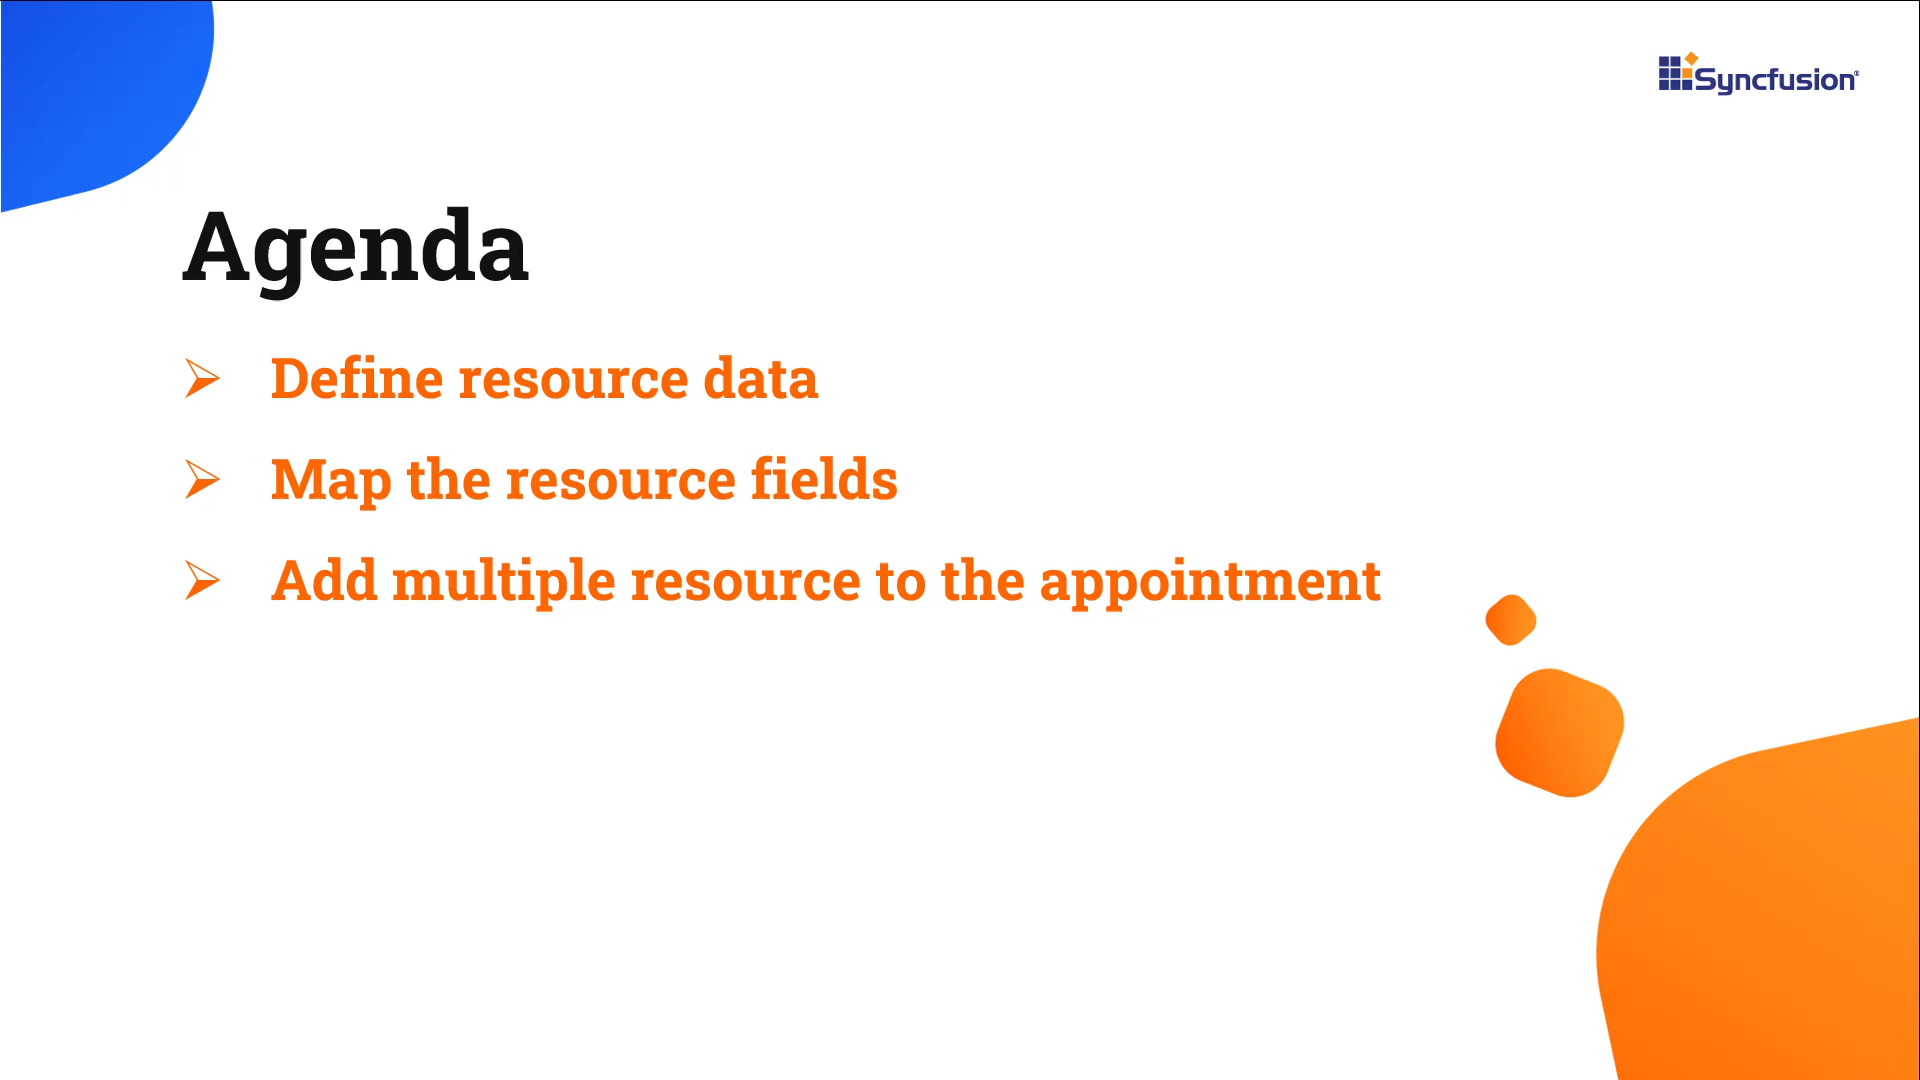 Syncfusion®
Agenda
➢ Define resource data
➢ Map the resource fields
➢ Add multiple resource to the appointment